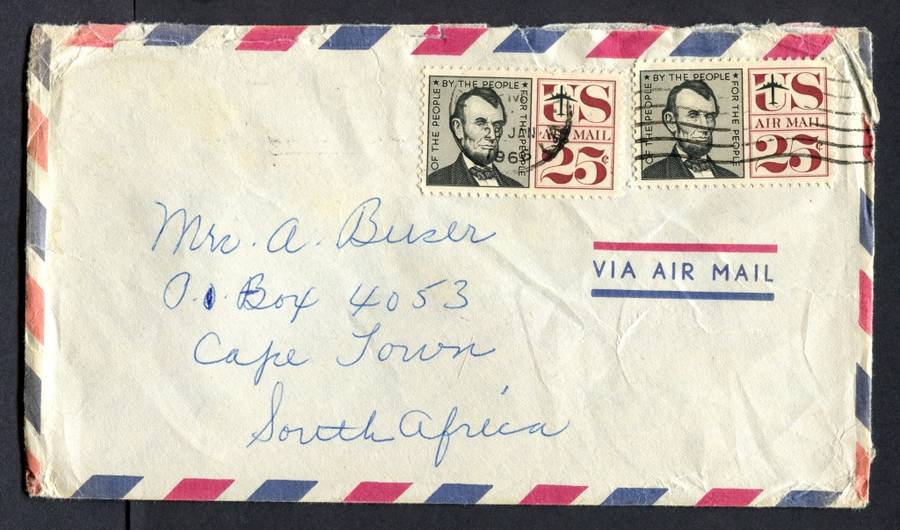 OF THE PEOPLE ★ BY THE PEOPLE ★ FOR THE PEOPLE
US
AIR MAIL
25¢
JAN
OF THE PEOPLE ★ BY THE PEOPLE ★ FOR THE PEOPLE
US
AIR MAIL
25¢
VIA AIR MAIL
Mrs. A. Buser
P.O. Box 4053
Cape Town
South Africa